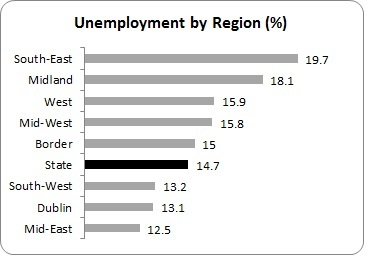 Unemployment by Region (%)
South-East 19.7
Midland 18.1
West 15.9
Mid-West 15.8
Border 15
State 14.7
South-West 13.2
Dublin 13.1
Mid-East 12.5